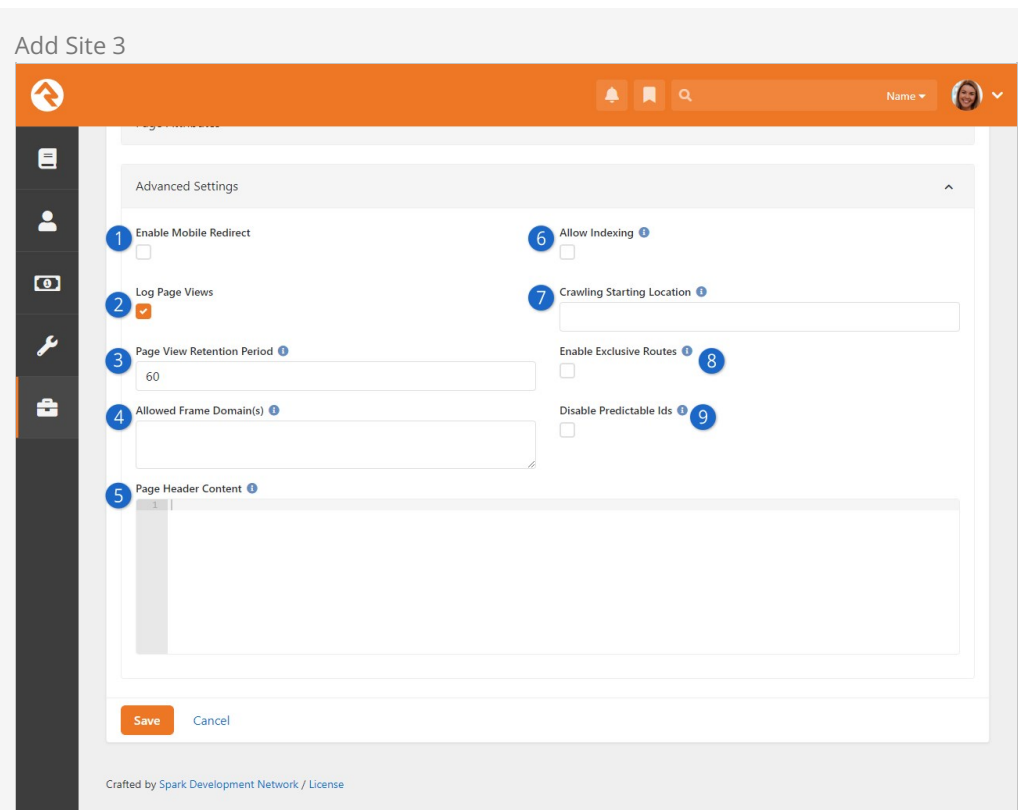 Add Site 3
Name
Page Attributes
Advanced Settings
1 Enable Mobile Redirect
6 Allow Indexing
2 Log Page Views
7 Crawling Starting Location
3 Page View Retention Period
60
Enable Exclusive Routes 8
4 Allowed Frame Domain(s)
Disable Predictable Ids 9
5 Page Header Content
1
Save Cancel
Crafted by Spark Development Network / License